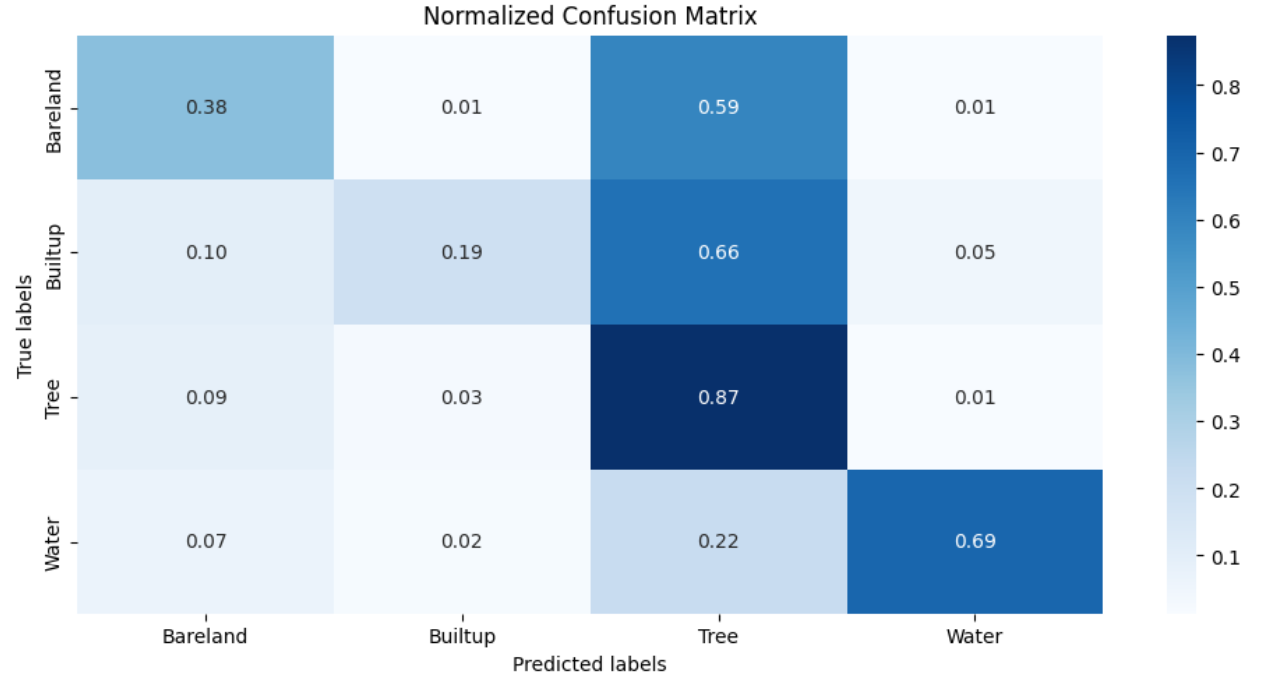 Normalized Confusion Matrix
True labels
Bareland
0.38 0.01 0.59 0.01
Builtup
0.10 0.19 0.66 0.05
Tree
0.09 0.03 0.87 0.01
Water
0.07 0.02 0.22 0.69
Bareland Builtup Tree Water
Predicted labels
0.8
0.7
0.6
0.5
0.4
0.3
0.2
0.1